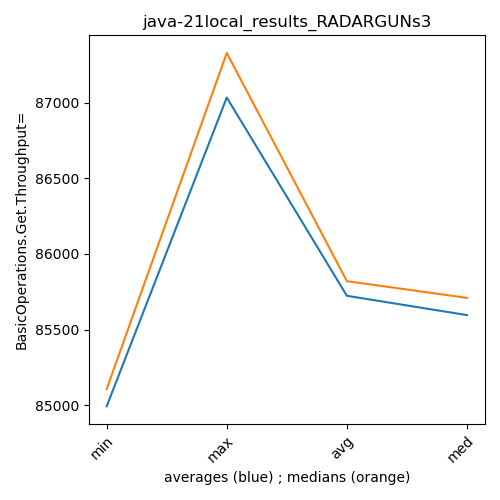 java-21local_results_RADARGUNs3
BasicOperations.Get.Throughput=
87000
86500
86000
85500
85000
min
max
avg
med
averages (blue) ; medians (orange)